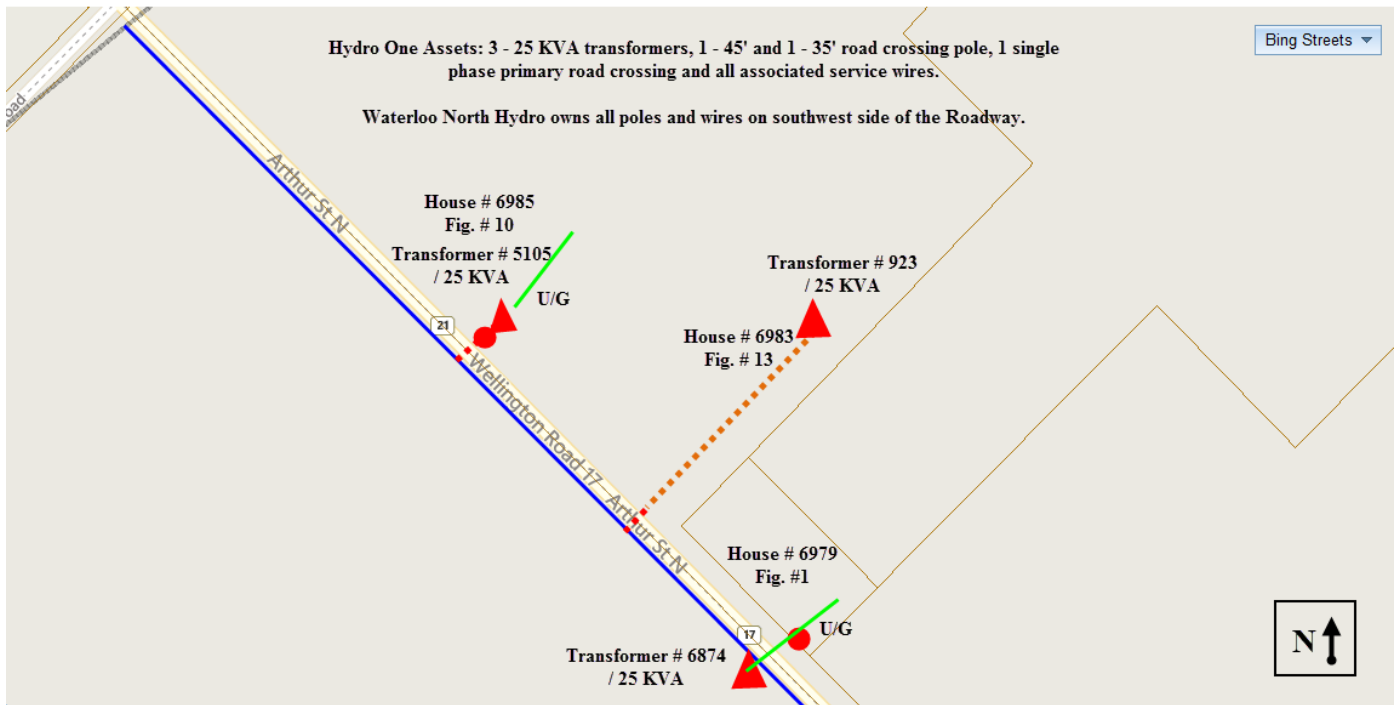 Bing Streets
Hydro One Assets: 3 - 25 KVA transformers, 1 - 45' and 1 - 35' road crossing pole, 1 single
phase primary road crossing and all associated service wires.
Waterloo North Hydro owns all poles and wires on southwest side of the Roadway.
oad
Arthur St N
House # 6985
Fig. # 10
Transformer # 5105
/ 25 KVA
U/G
21
Transformer # 923
/ 25 KVA
House # 6983
Fig. # 13
Wellington Road 17
Arthur St N
House # 6979
Fig. #1
U/G
17
Transformer # 6874
/ 25 KVA
N